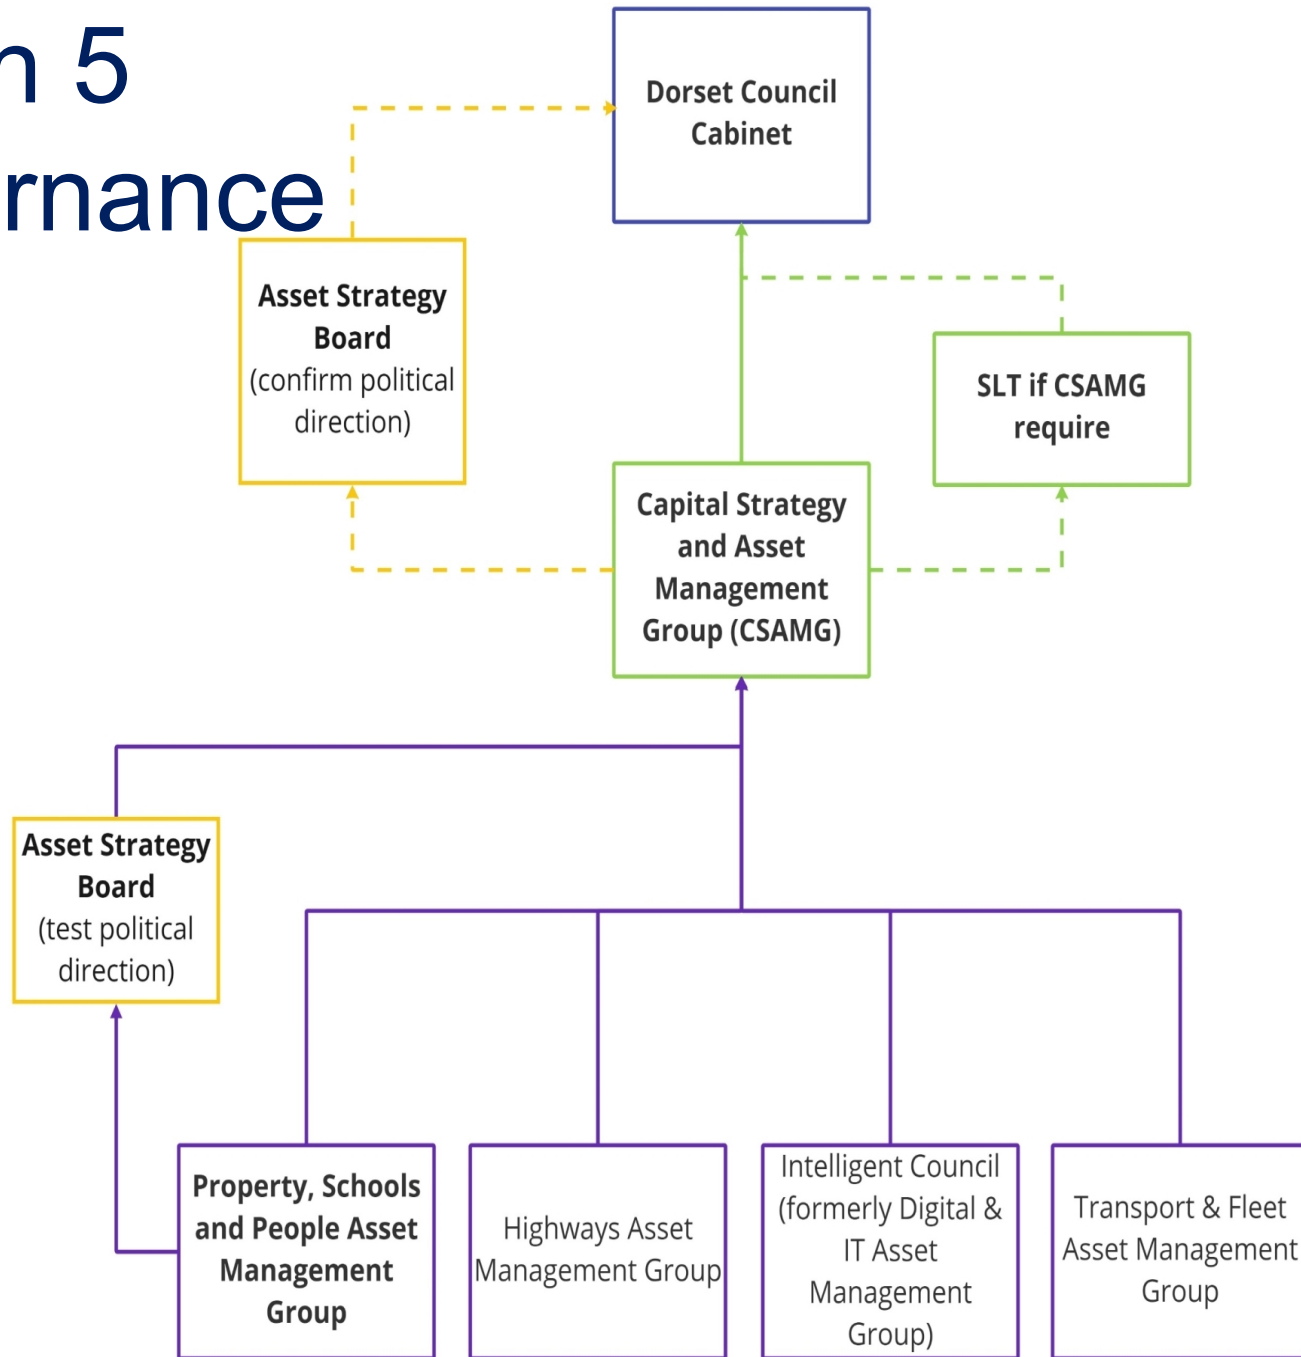 n 5
rnance
Dorset Council
Cabinet
Asset Strategy
Board
(confirm political
direction)
SLT if CSAMG
require
Capital Strategy
and Asset
Management
Group (CSAMG)
Asset Strategy
Board
(test political
direction)
Property, Schools
and People Asset
Management
Group
Highways Asset
Management Group
Intelligent Council
(formerly Digital &
IT Asset
Management
Group)
Transport & Fleet
Asset Management
Group